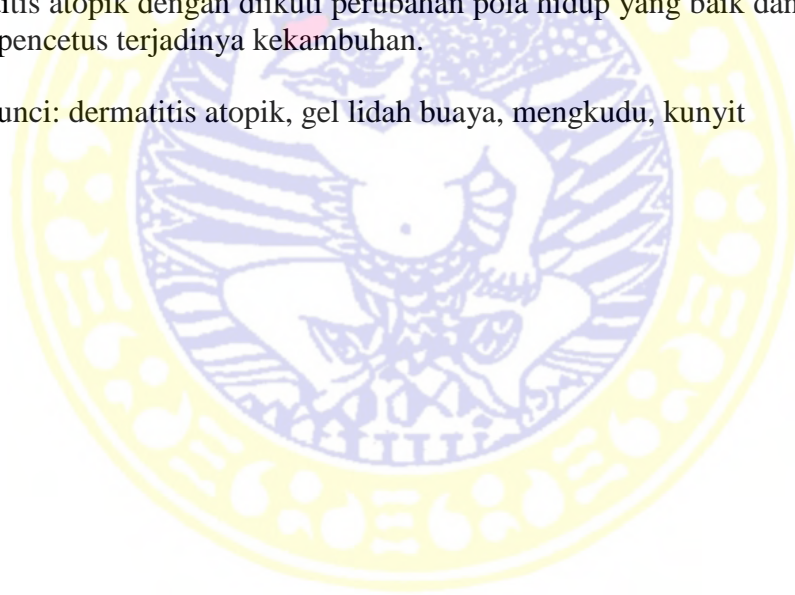 itis atopik dengan diikuti perubahan pola hidup yang baik dan
pencetus terjadinya kekambuhan.
unci: dermatitis atopik, gel lidah buaya, mengkudu, kunyit